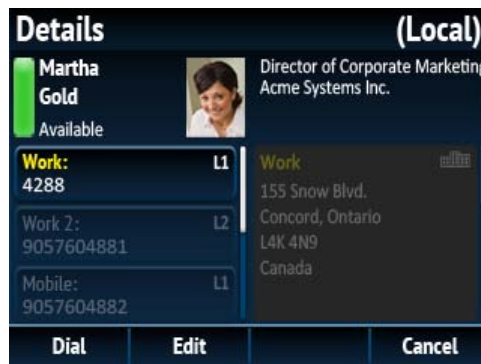 Details (Local)
Martha
Gold
Available
Director of Corporate Marketing
Acme Systems Inc.
Work: L1
4288
Work 2: L2
9057604881
Mobile: L1
9057604882
Work
155 Snow Blvd.
Concord, Ontario
L4K 4N9
Canada
Dial Edit Cancel